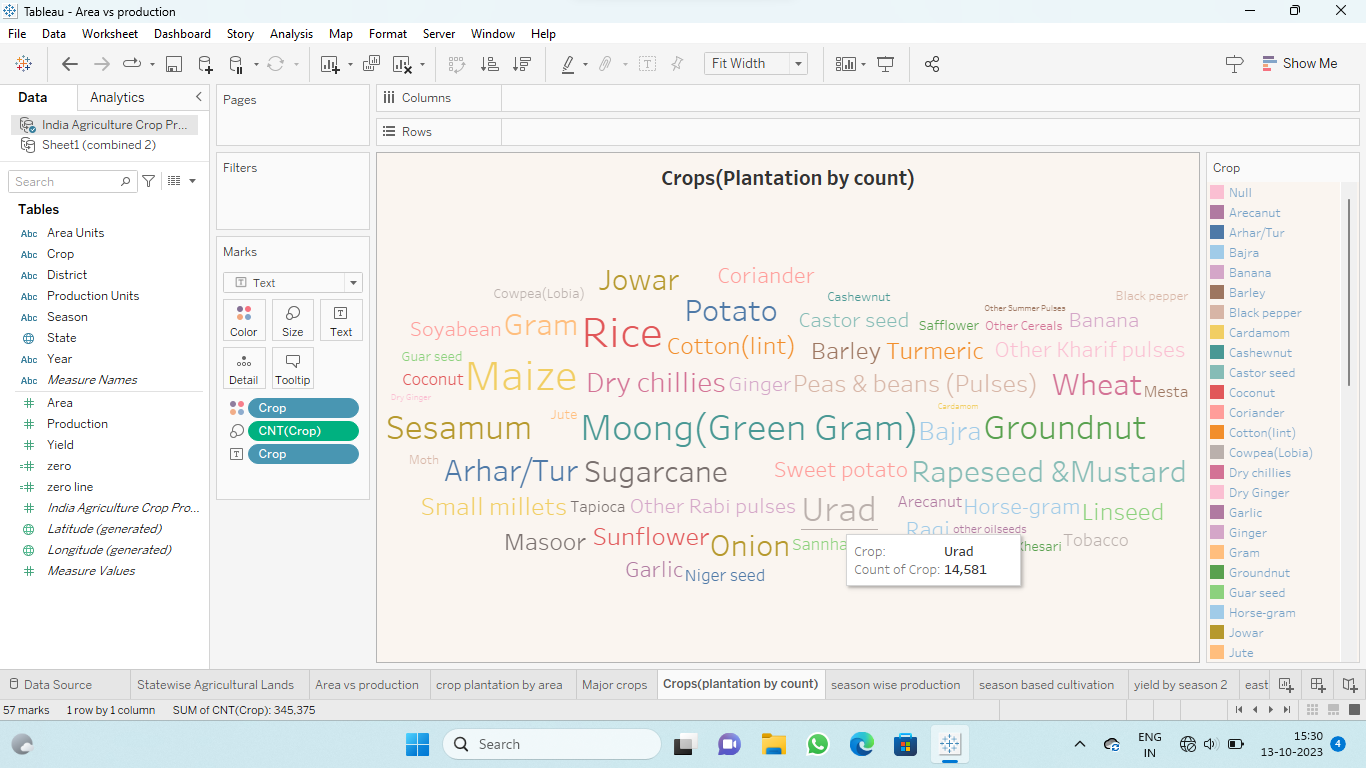 Tableau - Area vs production
File Data Worksheet Dashboard Story Analysis Map Format Server Window Help
Fit Width
Show Me
Data Analytics
India Agriculture Crop Pr...
Sheet1 (combined 2)
Search
Tables
Abc Area Units
Abc Crop
Abc District
Abc Production Units
Abc Season
State
Abc Year
Abc Measure Names
Area
Production
Yield
zero
zero line
India Agriculture Crop Pro...
Latitude (generated)
Longitude (generated)
Measure Values
Pages
Filters
Marks
Text
Color Size Text
Detail Tooltip
Crop
CNT(Crop)
Crop
Columns
Rows
Crops(Plantation by count)
Jowar Coriander
Cowpea(Lobia) Cashewnut Black pepper
Potato Other Summer Pulses
Soyabean Gram Rice Castor seed Safflower Other Cereals Banana
Cotton(lint) Barley Turmeric Other Kharif pulses
Guar seed
Coconut Maize Dry chillies Ginger Peas & beans (Pulses) Wheat Mesta
Dry Ginger Cardamom
Jute
Sesamum Moong(Green Gram) Bajra Groundnut
Moth Arhar/Tur Sugarcane Sweet potato Rapeseed &Mustard
Small millets Tapioca Other Rabi pulses Urad Arecanut Horse-gram Linseed
Ragi other oilseeds
Masoor Sunflower Onion Sannha Khesari Tobacco
Garlic Niger seed
Crop: Urad
Count of Crop: 14,581
Crop
Null
Arecanut
Arhar/Tur
Bajra
Banana
Barley
Black pepper
Cardamom
Cashewnut
Castor seed
Coconut
Coriander
Cotton(lint)
Cowpea(Lobia)
Dry chillies
Dry Ginger
Garlic
Ginger
Gram
Groundnut
Guar seed
Horse-gram
Jowar
Jute
Data Source Statewise Agricultural Lands Area vs production crop plantation by area Major crops Crops(plantation by count) season wise production season based cultivation yield by season 2 east
57 marks 1 row by 1 column SUM of CNT(Crop): 345,375
Search
ENG
IN
15:30
13-10-2023
4